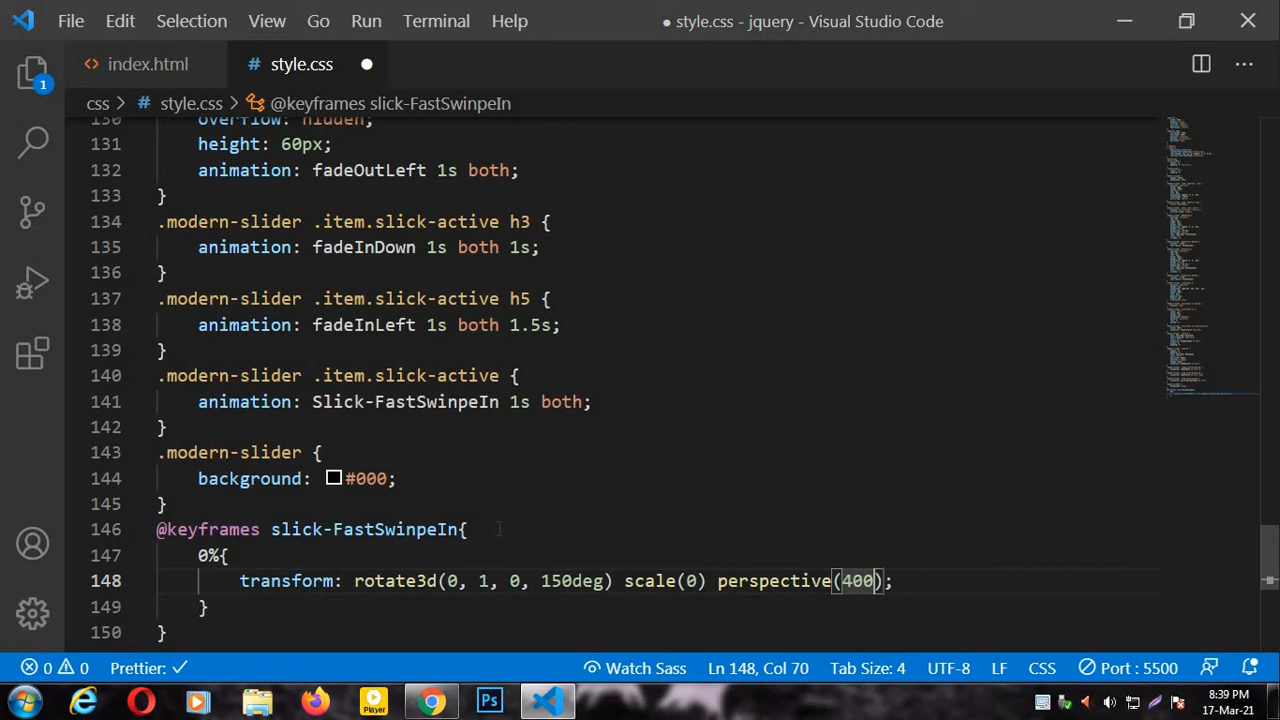 File Edit Selection View Go Run Terminal Help
● style.css - jquery - Visual Studio Code
<> index.html
# style.css ●
1
css > # style.css > @keyframes slick-FastSwinpeIn
130 overflow: hidden;
131 height: 60px;
132 animation: fadeOutLeft 1s both;
133 }
134 .modern-slider .item.slick-active h3 {
135 animation: fadeInDown 1s both 1s;
136 }
137 .modern-slider .item.slick-active h5 {
138 animation: fadeInLeft 1s both 1.5s;
139 }
140 .modern-slider .item.slick-active {
141 animation: Slick-FastSwinpeIn 1s both;
142 }
143 .modern-slider {
144 background: #000;
145 }
146 @keyframes slick-FastSwinpeIn{
147 0%{
148 transform: rotate3d(0, 1, 0, 150deg) scale(0) perspective(400);
149 }
150 }
0 0 Prettier: ✓ Watch Sass Ln 148, Col 70 Tab Size: 4 UTF-8 LF CSS Port : 5500
Player Ps 8:39 PM
17-Mar-21